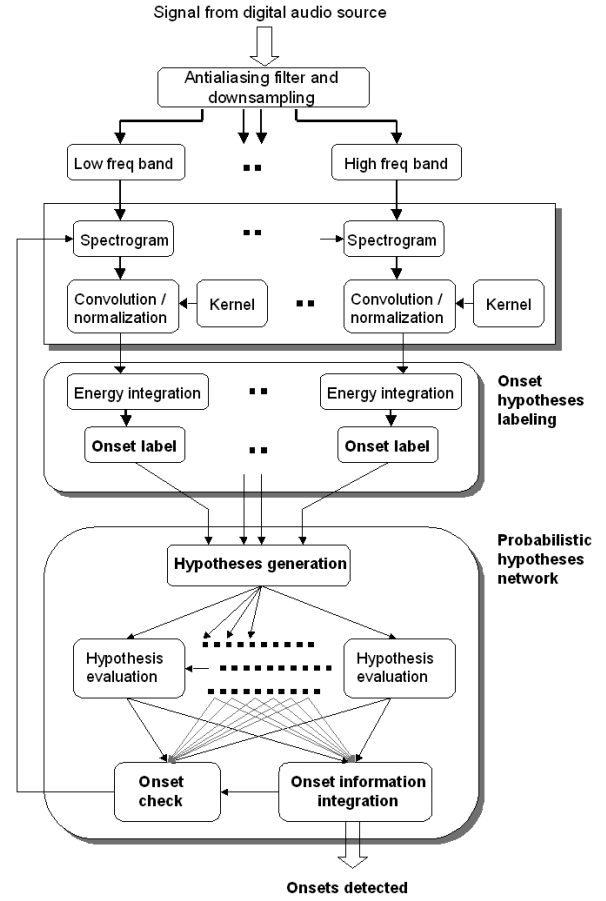 Signal from digital audio source
Antialiasing filter and
downsampling
Low freq band
High freq band
Spectrogram
Spectrogram
Convolution /
normalization
Kernel
Convolution /
normalization
Kernel
Energy integration
Energy integration
Onset
hypotheses
labeling
Onset label
Onset label
Probabilistic
hypotheses
network
Hypotheses generation
Hypothesis
evaluation
Hypothesis
evaluation
Onset
check
Onset information
integration
Onsets detected